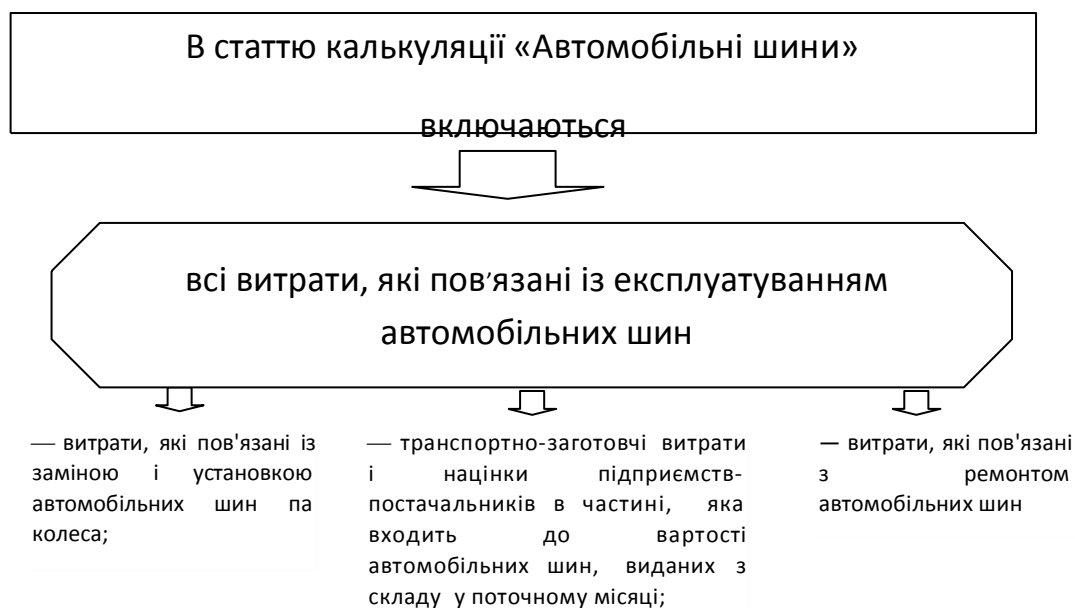 В статтю калькуляції «Автомобільні шини»
включаються
всі витрати, які пов’язані із експлуатуванням
автомобільних шин
— витрати, які пов'язані із
заміною і установкою
автомобільних шин па
колеса;
— транспортно-заготовчі витрати
і націнки підприємств-
постачальників в частині, яка
входить до вартості
автомобільних шин, виданих з
складу у поточному місяці;
— витрати, які пов'язані
з ремонтом
автомобільних шин